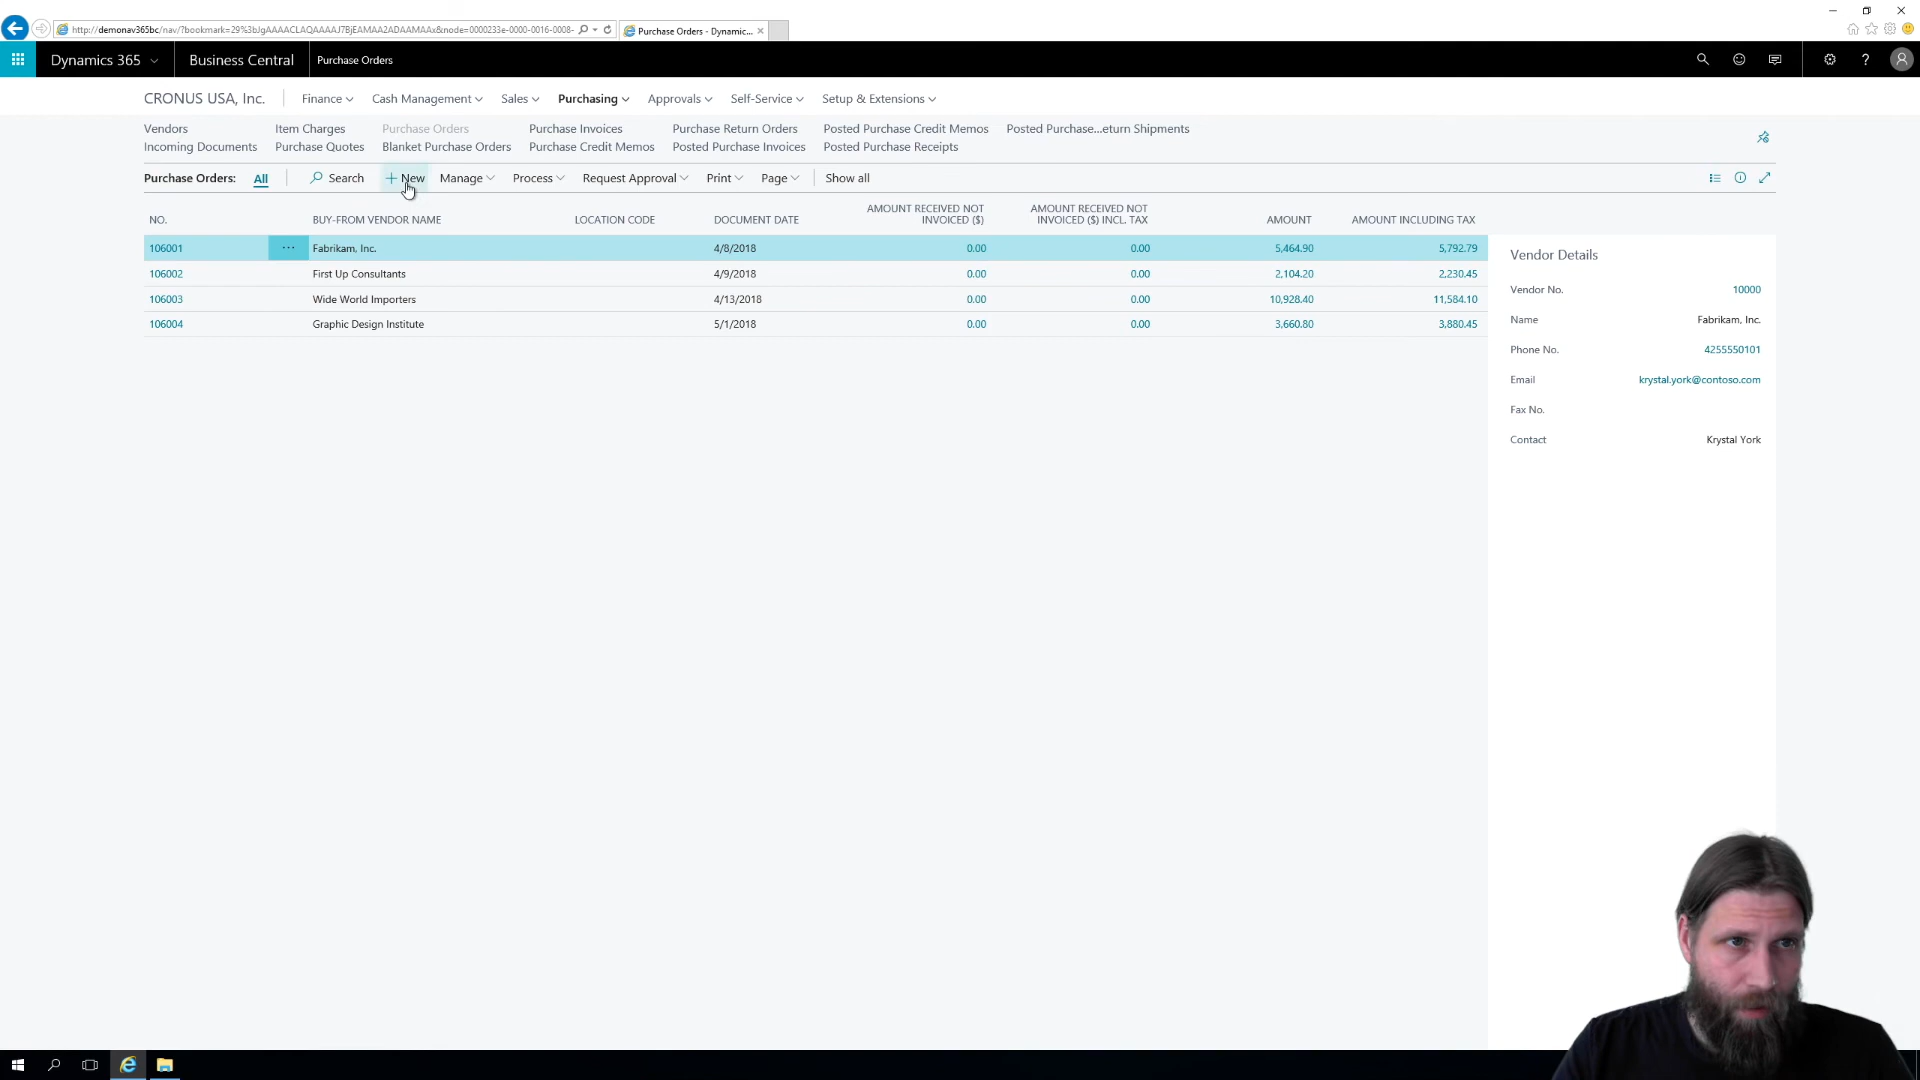 http://demonav365bc/nav/?bookmark=29%3bJgAAAACLAQAAAAJ7BjEAMAA2ADAAMAAx&node=0000233e-0000-0016-0008-
Purchase Orders - Dynamic...
Dynamics 365
Business Central
Purchase Orders
CRONUS USA, Inc.
Finance
Cash Management
Sales
Purchasing
Approvals
Self-Service
Setup & Extensions
Vendors
Item Charges
Purchase Orders
Purchase Invoices
Purchase Return Orders
Posted Purchase Credit Memos
Posted Purchase...eturn Shipments
Incoming Documents
Purchase Quotes
Blanket Purchase Orders
Purchase Credit Memos
Posted Purchase Invoices
Posted Purchase Receipts
Purchase Orders:
All
Search
+ New
Manage
Process
Request Approval
Print
Page
Show all
NO.
BUY-FROM VENDOR NAME
LOCATION CODE
DOCUMENT DATE
AMOUNT RECEIVED NOT
INVOICED ($)
AMOUNT RECEIVED NOT
INVOICED ($) INCL. TAX
AMOUNT
AMOUNT INCLUDING TAX
106001 ... Fabrikam, Inc. 4/8/2018 0.00 0.00 5,464.90 5,792.79
106002 First Up Consultants 4/9/2018 0.00 0.00 2,104.20 2,230.45
106003 Wide World Importers 4/13/2018 0.00 0.00 10,928.40 11,584.10
106004 Graphic Design Institute 5/1/2018 0.00 0.00 3,660.80 3,880.45
Vendor Details
Vendor No. 10000
Name Fabrikam, Inc.
Phone No. 4255550101
Email krystal.york@contoso.com
Fax No.
Contact Krystal York